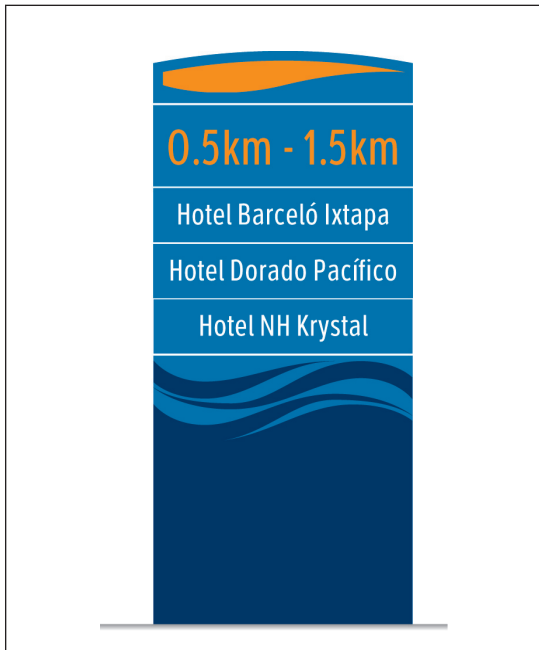 0.5km - 1.5km
Hotel Barceló Ixtapa
Hotel Dorado Pacífico
Hotel NH Krystal